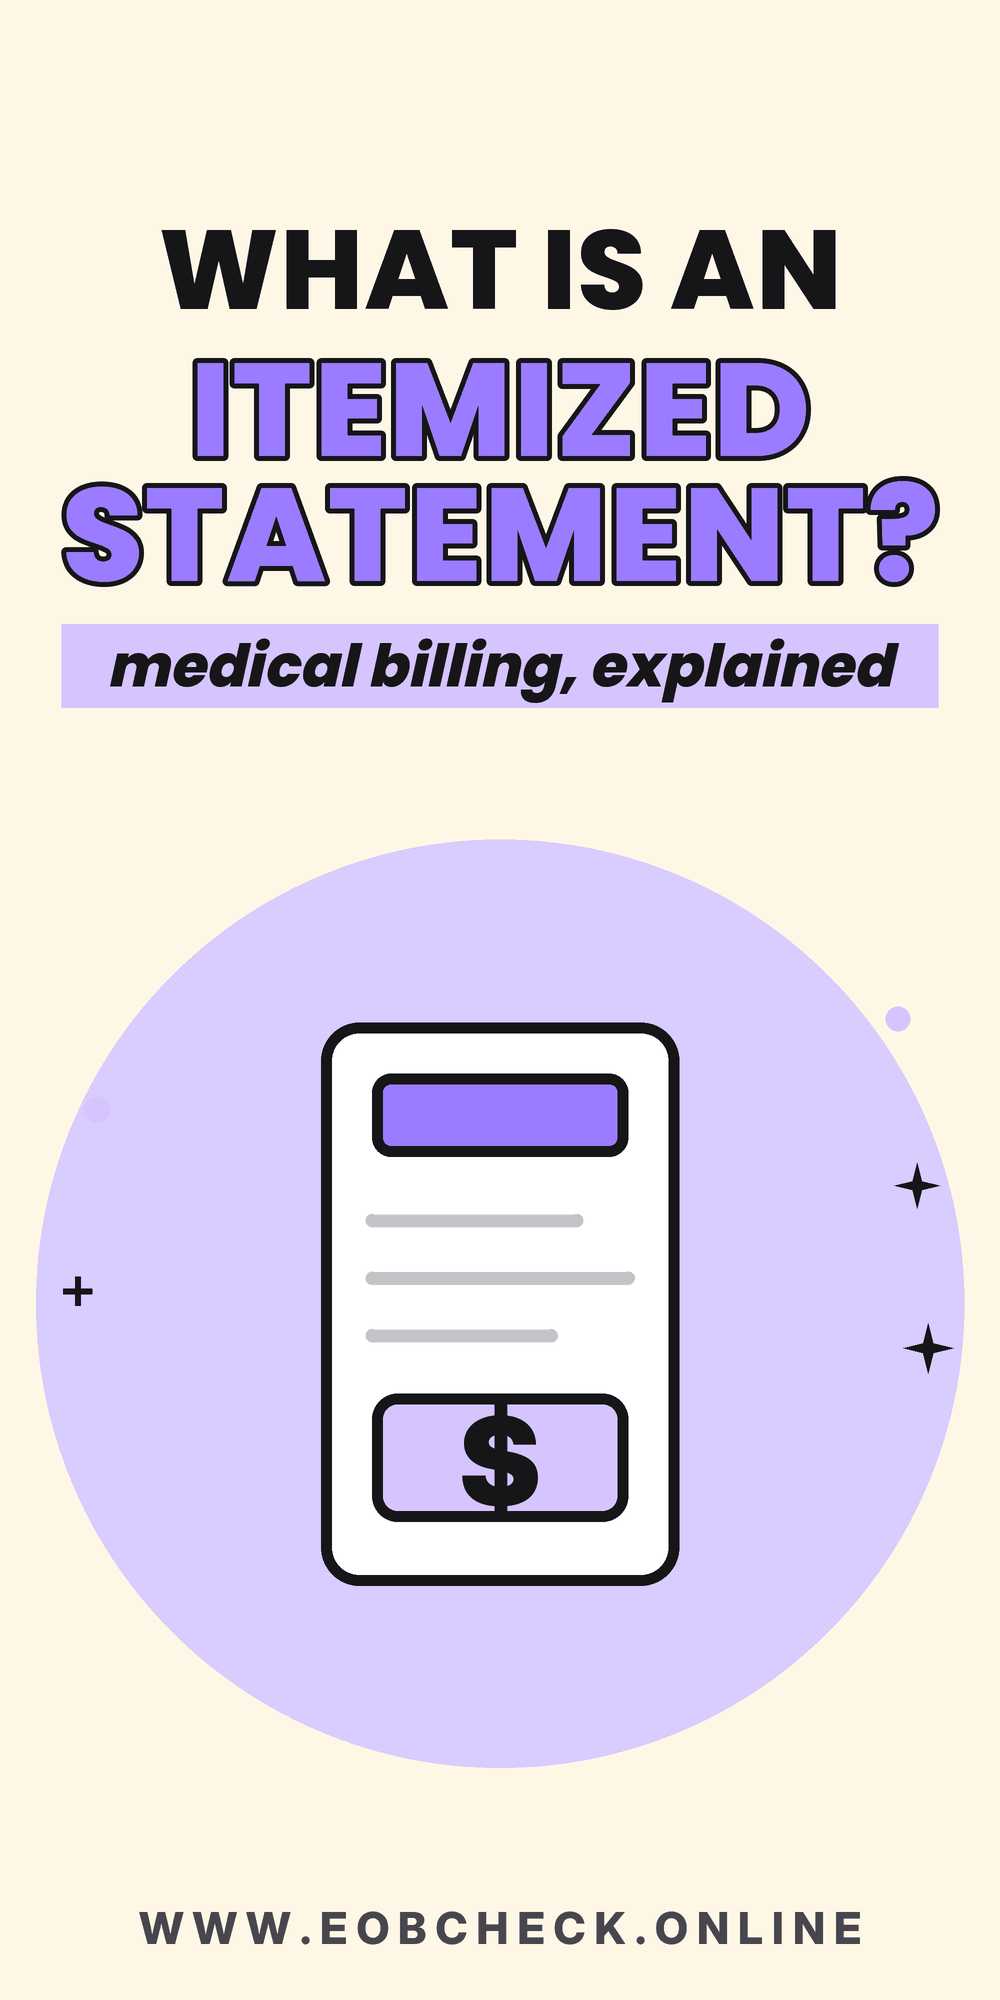 WHAT IS AN
ITEMIZED
STATEMENT?
medical billing, explained
$
WWW.EOBCHECK.ONLINE